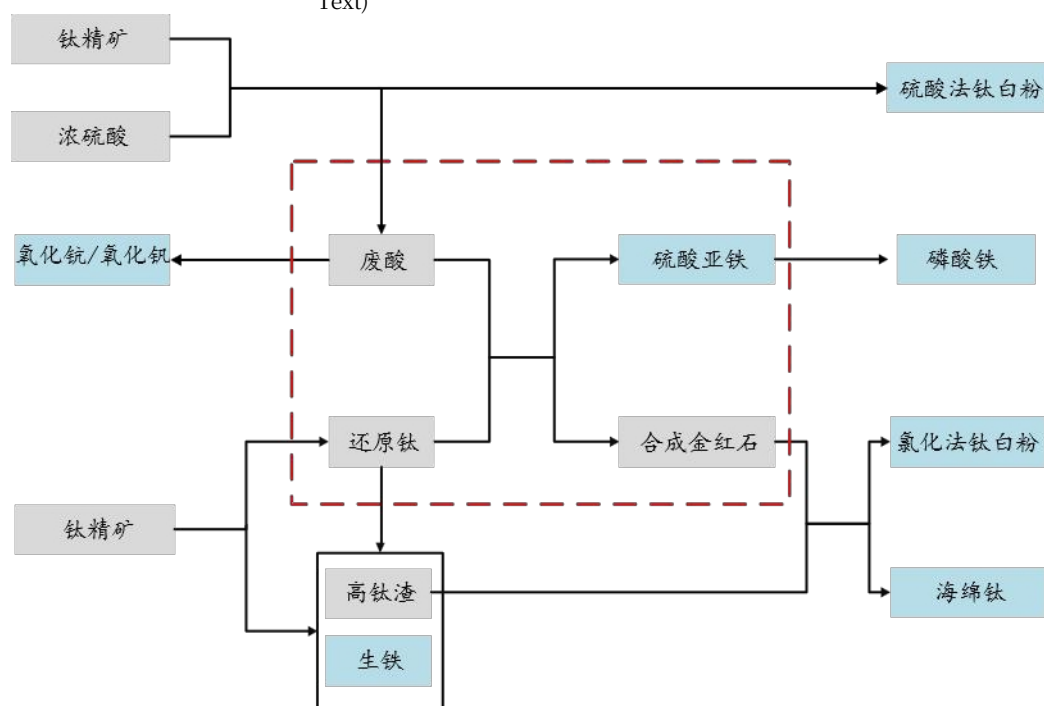 Text)
钛精矿
浓硫酸
硫酸法钛白粉
氧化钪/氧化钒
废酸
硫酸亚铁
磷酸铁
还原钛
合成金红石
氯化法钛白粉
钛精矿
高钛渣
海绵钛
生铁